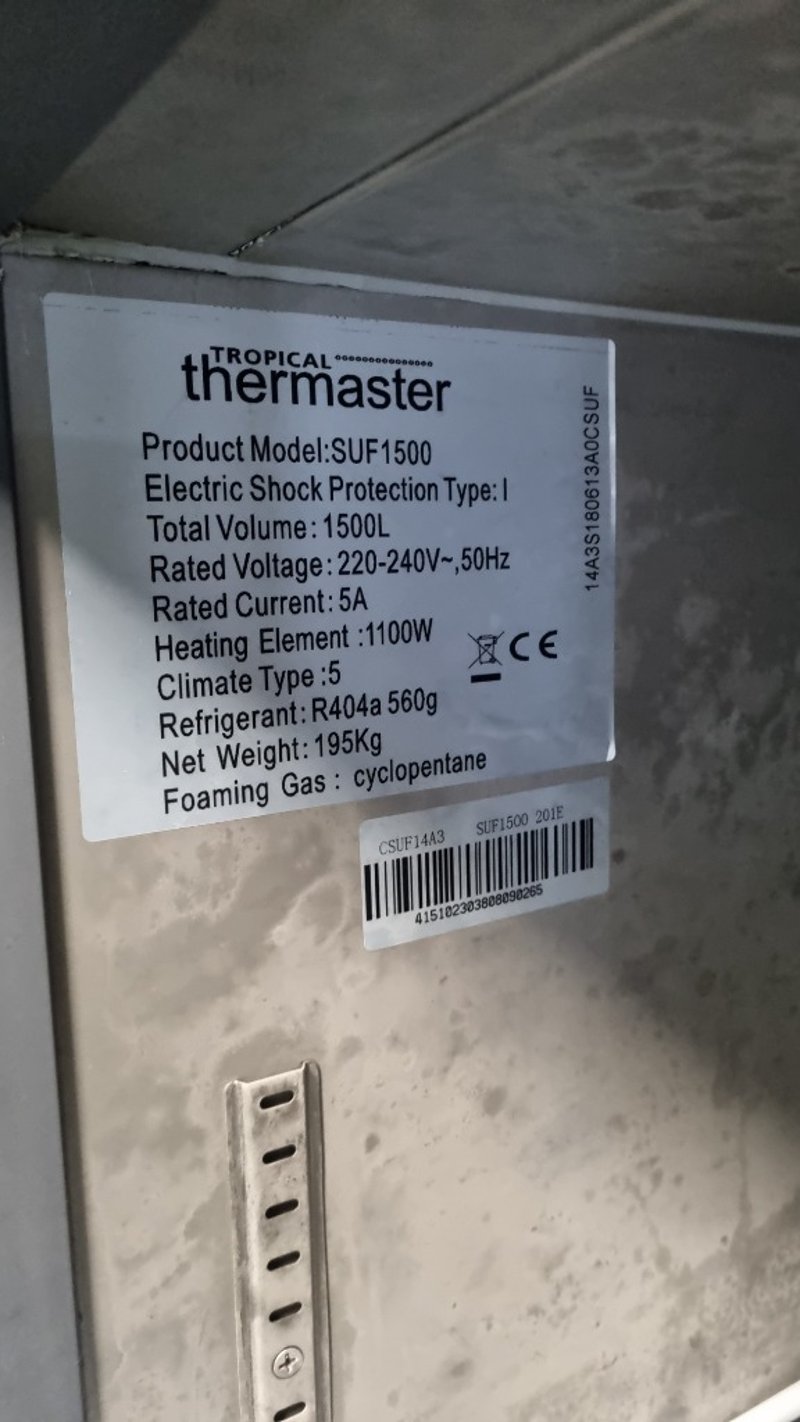 TROPICAL
thermaster
Product Model:SUF1500
Electric Shock Protection Type: I
Total Volume: 1500L
Rated Voltage: 220-240V~,50Hz
Rated Current: 5A
Heating Element :1100W
Climate Type :5
Refrigerant: R404a 560g
Net Weight: 195Kg
Foaming Gas : cyclopentane
CE
14A3S180613A0CSUF
CSUF14A3 SUF1500 201E
415102303808090265